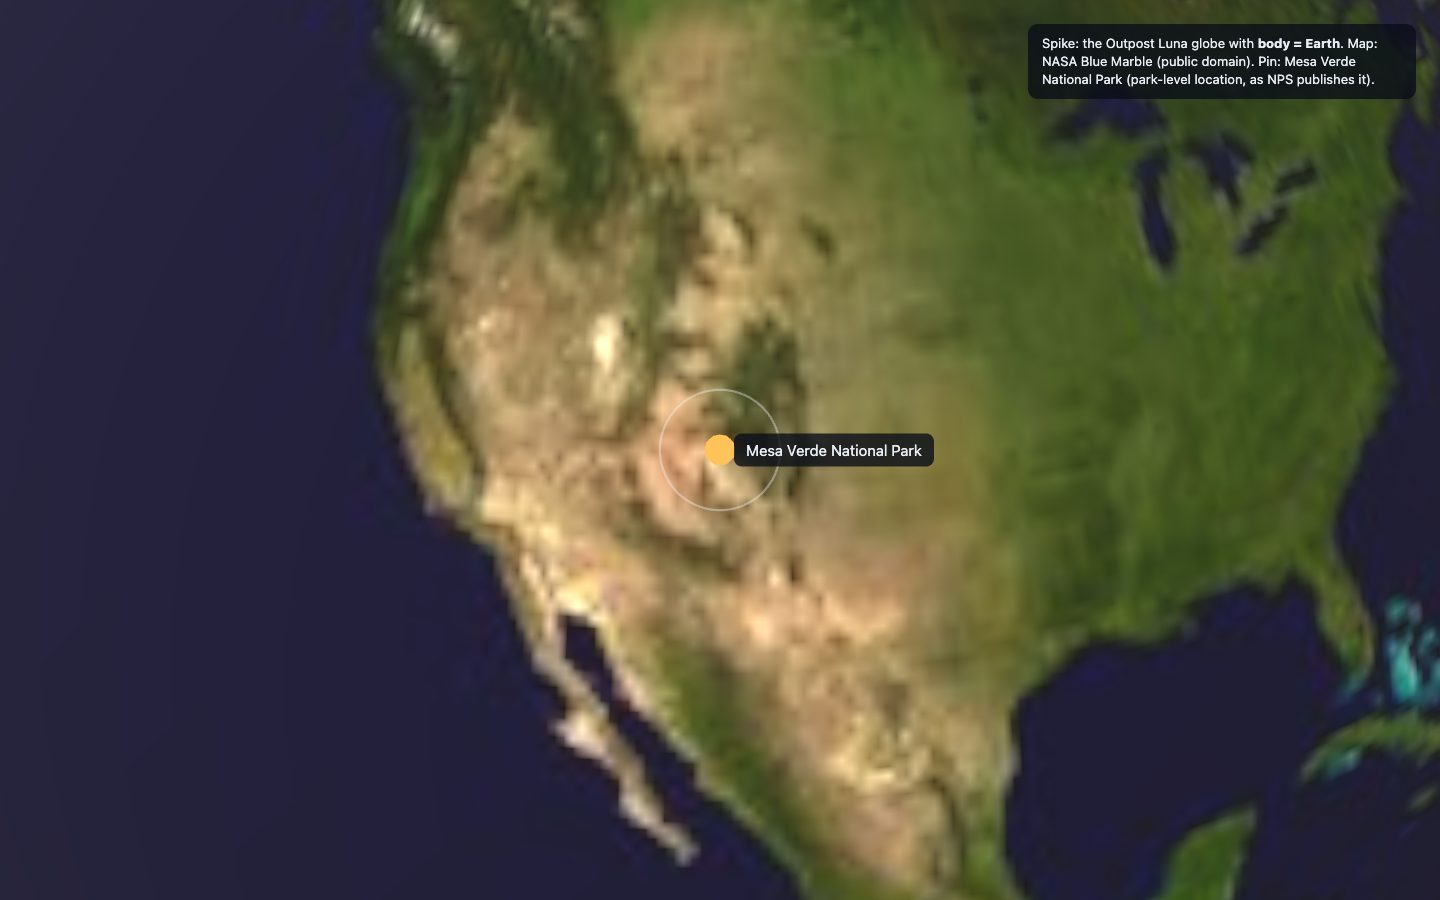 Spike: the Outpost Luna globe with body = Earth. Map:
NASA Blue Marble (public domain). Pin: Mesa Verde
National Park (park-level location, as NPS publishes it).
Mesa Verde National Park